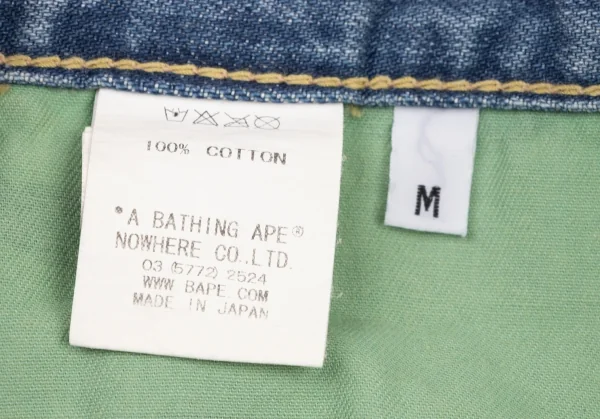 100% COTTON
*A BATHING APE®
NOWHERE CO.,LTD.
03 (5772) 2524
WWW BAPE.COM
MADE IN JAPAN
M